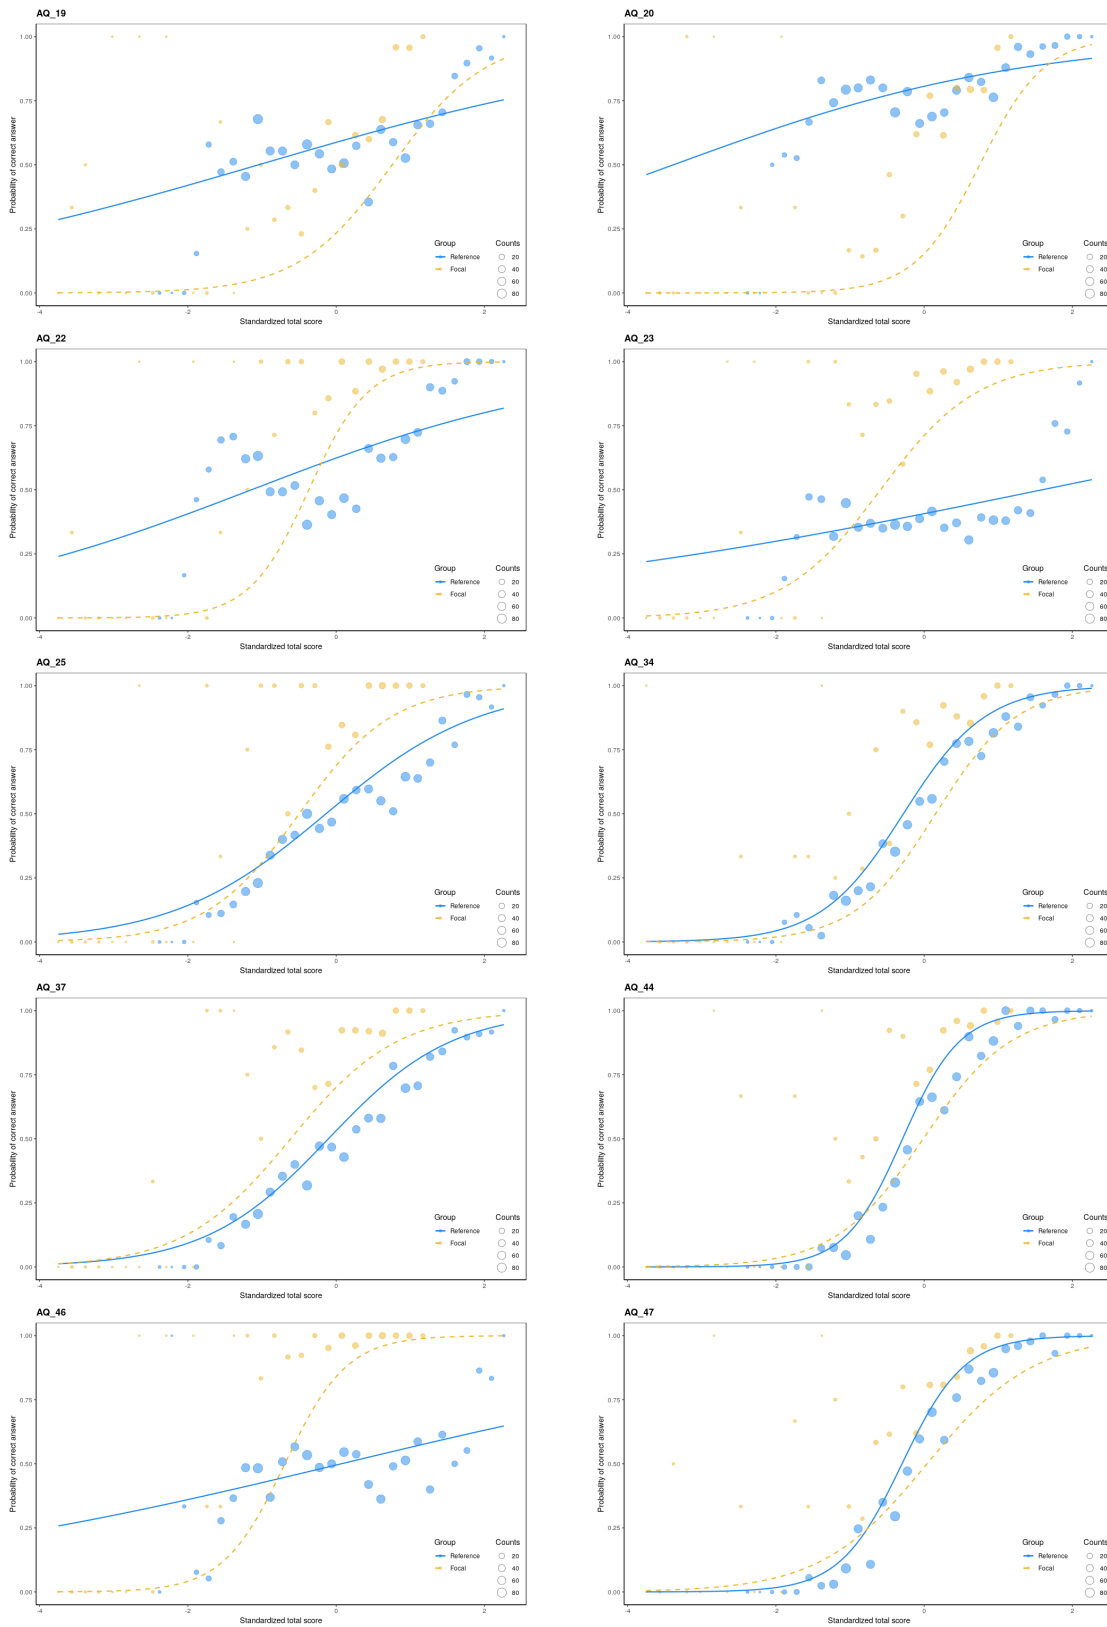 AQ_19
1.00
0.75
0.50
0.25
0.00
Probability of correct answer
-4
-2
0
2
Standardized total score
Group
Reference
Focal
Counts
20
40
60
80
AQ_20
1.00
0.75
0.50
0.25
0.00
Probability of correct answer
-4
-2
0
2
Standardized total score
Group
Reference
Focal
Counts
20
40
60
80
AQ_22
1.00
0.75
0.50
0.25
0.00
Probability of correct answer
-4
-2
0
2
Standardized total score
Group
Reference
Focal
Counts
20
40
60
80
AQ_23
1.00
0.75
0.50
0.25
0.00
Probability of correct answer
-4
-2
0
2
Standardized total score
Group
Reference
Focal
Counts
20
40
60
80
AQ_25
1.00
0.75
0.50
0.25
0.00
Probability of correct answer
-4
-2
0
2
Standardized total score
Group
Reference
Focal
Counts
20
40
60
80
AQ_34
1.00
0.75
0.50
0.25
0.00
Probability of correct answer
-4
-2
0
2
Standardized total score
Group
Reference
Focal
Counts
20
40
60
80
AQ_37
1.00
0.75
0.50
0.25
0.00
Probability of correct answer
-4
-2
0
2
Standardized total score
Group
Reference
Focal
Counts
20
40
60
80
AQ_44
1.00
0.75
0.50
0.25
0.00
Probability of correct answer
-4
-2
0
2
Standardized total score
Group
Reference
Focal
Counts
20
40
60
80
AQ_46
1.00
0.75
0.50
0.25
0.00
Probability of correct answer
-4
-2
0
2
Standardized total score
Group
Reference
Focal
Counts
20
40
60
80
AQ_47
1.00
0.75
0.50
0.25
0.00
Probability of correct answer
-4
-2
0
2
Standardized total score
Group
Reference
Focal
Counts
20
40
60
80